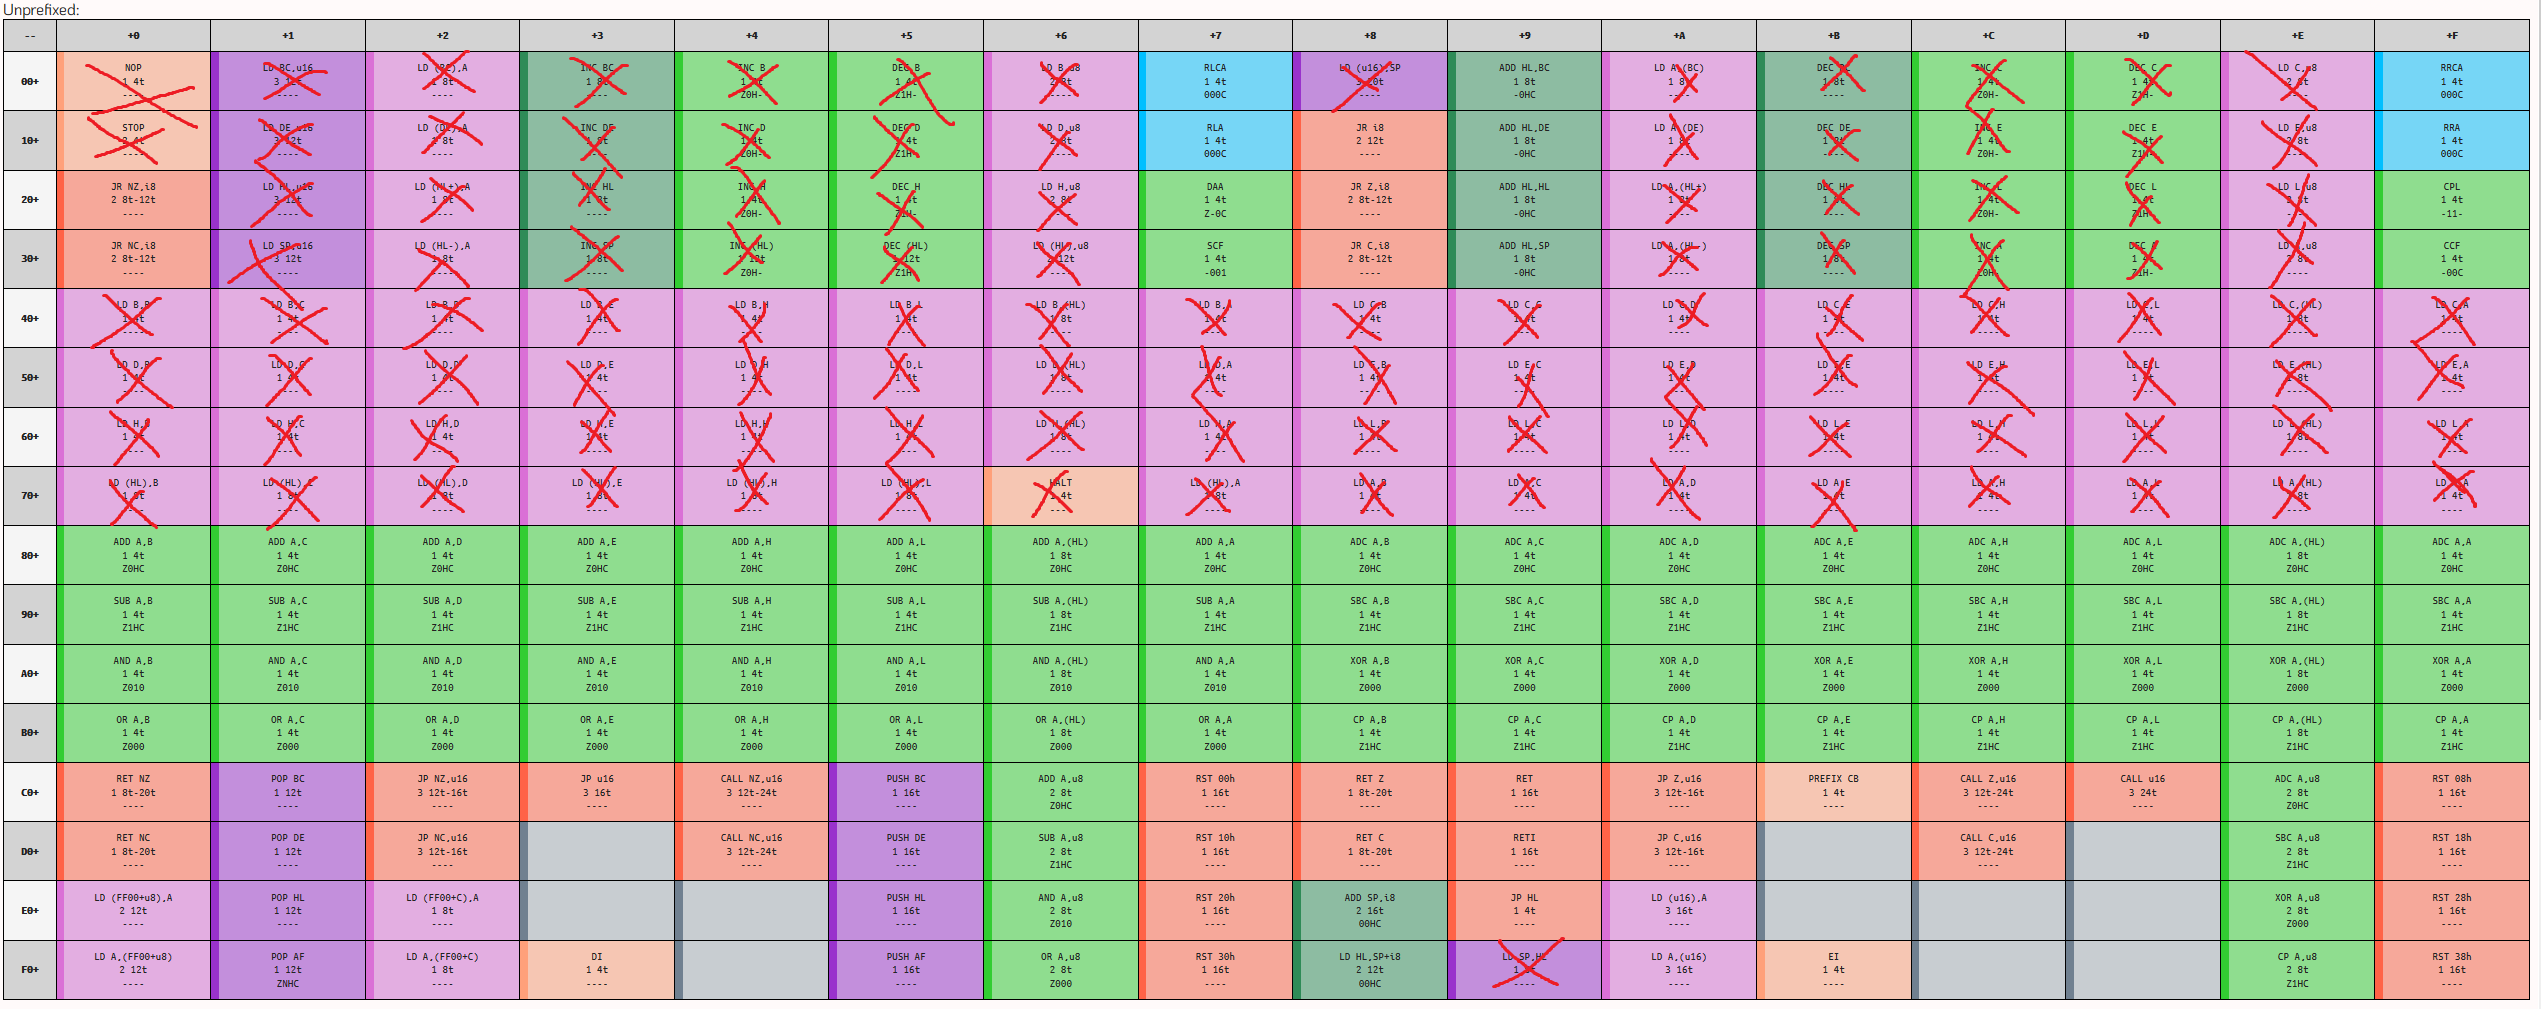 Unprefixed:
-- +0 +1 +2 +3 +4 +5 +6 +7 +8 +9 +A +B +C +D +E +F
NOP LD BC,u16 LD (BC),A INC BC INC B DEC B LD B,u8 RLCA LD (u16),SP ADD HL,BC LD A,(BC) DEC BC INC C DEC C LD C,u8 RRCA
00+ 1 4t 3 12t 1 8t 1 8t 1 4t 1 4t 2 8t 1 4t 3 20t 1 8t 1 8t 1 8t 1 4t 1 4t 2 8t 1 4t
---- ---- ---- ---- Z0H- Z1H- ---- 000C ---- -0HC ---- ---- Z0H- Z1H- ---- 000C
STOP LD DE,u16 LD (DE),A INC DE INC D DEC D LD D,u8 RLA JR i8 ADD HL,DE LD A,(DE) DEC DE INC E DEC E LD E,u8 RRA
10+ 2 4t 3 12t 1 8t 1 8t 1 4t 1 4t 2 8t 1 4t 2 12t 1 8t 1 8t 1 8t 1 4t 1 4t 2 8t 1 4t
---- ---- ---- ---- Z0H- Z1H- ---- 000C ---- -0HC ---- ---- Z0H- Z1H- ---- 000C
JR NZ,i8 LD HL,u16 LD (HL+),A INC HL INC H DEC H LD H,u8 DAA JR Z,i8 ADD HL,HL LD A,(HL+) DEC HL INC L DEC L LD L,u8 CPL
20+ 2 8t-12t 3 12t 1 8t 1 8t 1 4t 1 4t 2 8t 1 4t 2 8t-12t 1 8t 1 8t 1 8t 1 4t 1 4t 2 8t 1 4t
---- ---- ---- ---- Z0H- Z1H- ---- Z-0C ---- -0HC ---- ---- Z0H- Z1H- ---- -11-
JR NC,i8 LD SP,u16 LD (HL-),A INC SP INC (HL) DEC (HL) LD (HL),u8 SCF JR C,i8 ADD HL,SP LD A,(HL-) DEC SP INC A DEC A LD A,u8 CCF
30+ 2 8t-12t 3 12t 1 8t 1 8t 1 12t 1 12t 2 12t 1 4t 2 8t-12t 1 8t 1 8t 1 8t 1 4t 1 4t 2 8t 1 4t
---- ---- ---- ---- Z0H- Z1H- ---- -001 ---- -0HC ---- ---- Z0H- Z1H- ---- -00C
LD B,B LD B,C LD B,D LD B,E LD B,H LD B,L LD B,(HL) LD B,A LD C,B LD C,C LD C,D LD C,E LD C,H LD C,L LD C,(HL) LD C,A
40+ 1 4t 1 4t 1 4t 1 4t 1 4t 1 4t 1 8t 1 4t 1 4t 1 4t 1 4t 1 4t 1 4t 1 4t 1 8t 1 4t
---- ---- ---- ---- ---- ---- ---- ---- ---- ---- ---- ---- ---- ---- ---- ----
LD D,B LD D,C LD D,D LD D,E LD D,H LD D,L LD D,(HL) LD D,A LD E,B LD E,C LD E,D LD E,E LD E,H LD E,L LD E,(HL) LD E,A
50+ 1 4t 1 4t 1 4t 1 4t 1 4t 1 4t 1 8t 1 4t 1 4t 1 4t 1 4t 1 4t 1 4t 1 4t 1 8t 1 4t
---- ---- ---- ---- ---- ---- ---- ---- ---- ---- ---- ---- ---- ---- ---- ----
LD H,B LD H,C LD H,D LD H,E LD H,H LD H,L LD H,(HL) LD H,A LD L,B LD L,C LD L,D LD L,E LD L,H LD L,L LD L,(HL) LD L,A
60+ 1 4t 1 4t 1 4t 1 4t 1 4t 1 4t 1 8t 1 4t 1 4t 1 4t 1 4t 1 4t 1 4t 1 4t 1 8t 1 4t
---- ---- ---- ---- ---- ---- ---- ---- ---- ---- ---- ---- ---- ---- ---- ----
LD (HL),B LD (HL),C LD (HL),D LD (HL),E LD (HL),H LD (HL),L HALT LD (HL),A LD A,B LD A,C LD A,D LD A,E LD A,H LD A,L LD A,(HL) LD A,A
70+ 1 8t 1 8t 1 8t 1 8t 1 8t 1 8t 1 4t 1 8t 1 4t 1 4t 1 4t 1 4t 1 4t 1 4t 1 8t 1 4t
---- ---- ---- ---- ---- ---- ---- ---- ---- ---- ---- ---- ---- ---- ---- ----
ADD A,B ADD A,C ADD A,D ADD A,E ADD A,H ADD A,L ADD A,(HL) ADD A,A ADC A,B ADC A,C ADC A,D ADC A,E ADC A,H ADC A,L ADC A,(HL) ADC A,A
80+ 1 4t 1 4t 1 4t 1 4t 1 4t 1 4t 1 8t 1 4t 1 4t 1 4t 1 4t 1 4t 1 4t 1 4t 1 8t 1 4t
Z0HC Z0HC Z0HC Z0HC Z0HC Z0HC Z0HC Z0HC Z0HC Z0HC Z0HC Z0HC Z0HC Z0HC Z0HC Z0HC
SUB A,B SUB A,C SUB A,D SUB A,E SUB A,H SUB A,L SUB A,(HL) SUB A,A SBC A,B SBC A,C SBC A,D SBC A,E SBC A,H SBC A,L SBC A,(HL) SBC A,A
90+ 1 4t 1 4t 1 4t 1 4t 1 4t 1 4t 1 8t 1 4t 1 4t 1 4t 1 4t 1 4t 1 4t 1 4t 1 8t 1 4t
Z1HC Z1HC Z1HC Z1HC Z1HC Z1HC Z1HC Z1HC Z1HC Z1HC Z1HC Z1HC Z1HC Z1HC Z1HC Z1HC
AND A,B AND A,C AND A,D AND A,E AND A,H AND A,L AND A,(HL) AND A,A XOR A,B XOR A,C XOR A,D XOR A,E XOR A,H XOR A,L XOR A,(HL) XOR A,A
A0+ 1 4t 1 4t 1 4t 1 4t 1 4t 1 4t 1 8t 1 4t 1 4t 1 4t 1 4t 1 4t 1 4t 1 4t 1 8t 1 4t
Z010 Z010 Z010 Z010 Z010 Z010 Z010 Z010 Z000 Z000 Z000 Z000 Z000 Z000 Z000 Z000
OR A,B OR A,C OR A,D OR A,E OR A,H OR A,L OR A,(HL) OR A,A CP A,B CP A,C CP A,D CP A,E CP A,H CP A,L CP A,(HL) CP A,A
B0+ 1 4t 1 4t 1 4t 1 4t 1 4t 1 4t 1 8t 1 4t 1 4t 1 4t 1 4t 1 4t 1 4t 1 4t 1 8t 1 4t
Z000 Z000 Z000 Z000 Z000 Z000 Z000 Z000 Z1HC Z1HC Z1HC Z1HC Z1HC Z1HC Z1HC Z1HC
RET NZ POP BC JP NZ,u16 JP u16 CALL NZ,u16 PUSH BC ADD A,u8 RST 00h RET Z RET JP Z,u16 PREFIX CB CALL Z,u16 CALL u16 ADC A,u8 RST 08h
C0+ 1 8t-20t 1 12t 3 12t-16t 3 16t 3 12t-24t 1 16t 2 8t 1 16t 1 8t-20t 1 16t 3 12t-16t 1 4t 3 12t-24t 3 24t 2 8t 1 16t
---- ---- ---- ---- ---- ---- Z0HC ---- ---- ---- ---- ---- ---- ---- Z0HC ----
RET NC POP DE JP NC,u16 CALL NC,u16 PUSH DE SUB A,u8 RST 10h RET C RETI JP C,u16 CALL C,u16 SBC A,u8 RST 18h
D0+ 1 8t-20t 1 12t 3 12t-16t 3 12t-24t 1 16t 2 8t 1 16t 1 8t-20t 1 16t 3 12t-16t 3 12t-24t 2 8t 1 16t
---- ---- ---- ---- ---- Z1HC ---- ---- ---- ---- ---- Z1HC ----
LD (FF00+u8),A POP HL LD (FF00+C),A PUSH HL AND A,u8 RST 20h ADD SP,i8 JP HL LD (u16),A XOR A,u8 RST 28h
E0+ 2 12t 1 12t 1 8t 1 16t 2 8t 1 16t 2 16t 1 4t 3 16t 2 8t 1 16t
---- ---- ---- ---- Z010 ---- 00HC ---- ---- Z000 ----
LD A,(FF00+u8) POP AF LD A,(FF00+C) DI PUSH AF OR A,u8 RST 30h LD HL,SP+i8 LD SP,HL LD A,(u16) EI CP A,u8 RST 38h
F0+ 2 12t 1 12t 1 8t 1 4t 1 16t 2 8t 1 16t 2 12t 1 8t 3 16t 1 4t 2 8t 1 16t
---- ZNHC ---- ---- ---- Z000 ---- 00HC ---- ---- ---- Z1HC ----